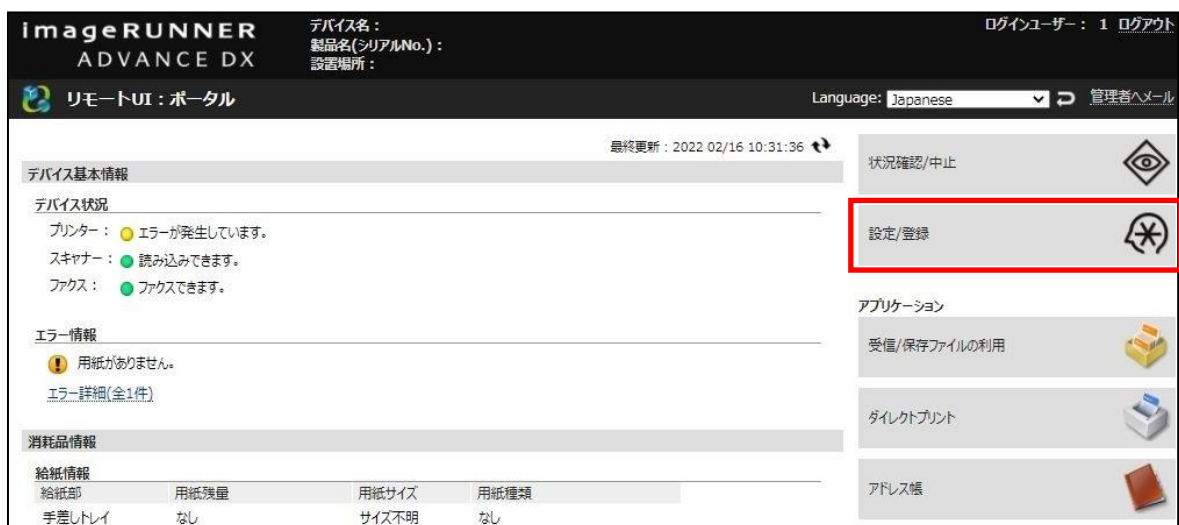 imageRUNNER
ADVANCE DX
デバイス名：
製品名(シリアルNo.)：
設置場所：
ログインユーザー： 1 ログアウト
リモートUI：ポータル
Language: Japanese
管理者へメール
最終更新：2022 02/16 10:31:36
デバイス基本情報
デバイス状況
プリンター： エラーが発生しています。
スキャナー： 読み込みできます。
ファクス： ファクスできます。
エラー情報
用紙がありません。
エラー詳細(全1件)
消耗品情報
給紙情報
給紙部 用紙残量 用紙サイズ 用紙種類
手差しトレイ なし サイズ不明 なし
状況確認/中止
設定/登録
アプリケーション
受信/保存ファイルの利用
ダイレクトプリント
アドレス帳